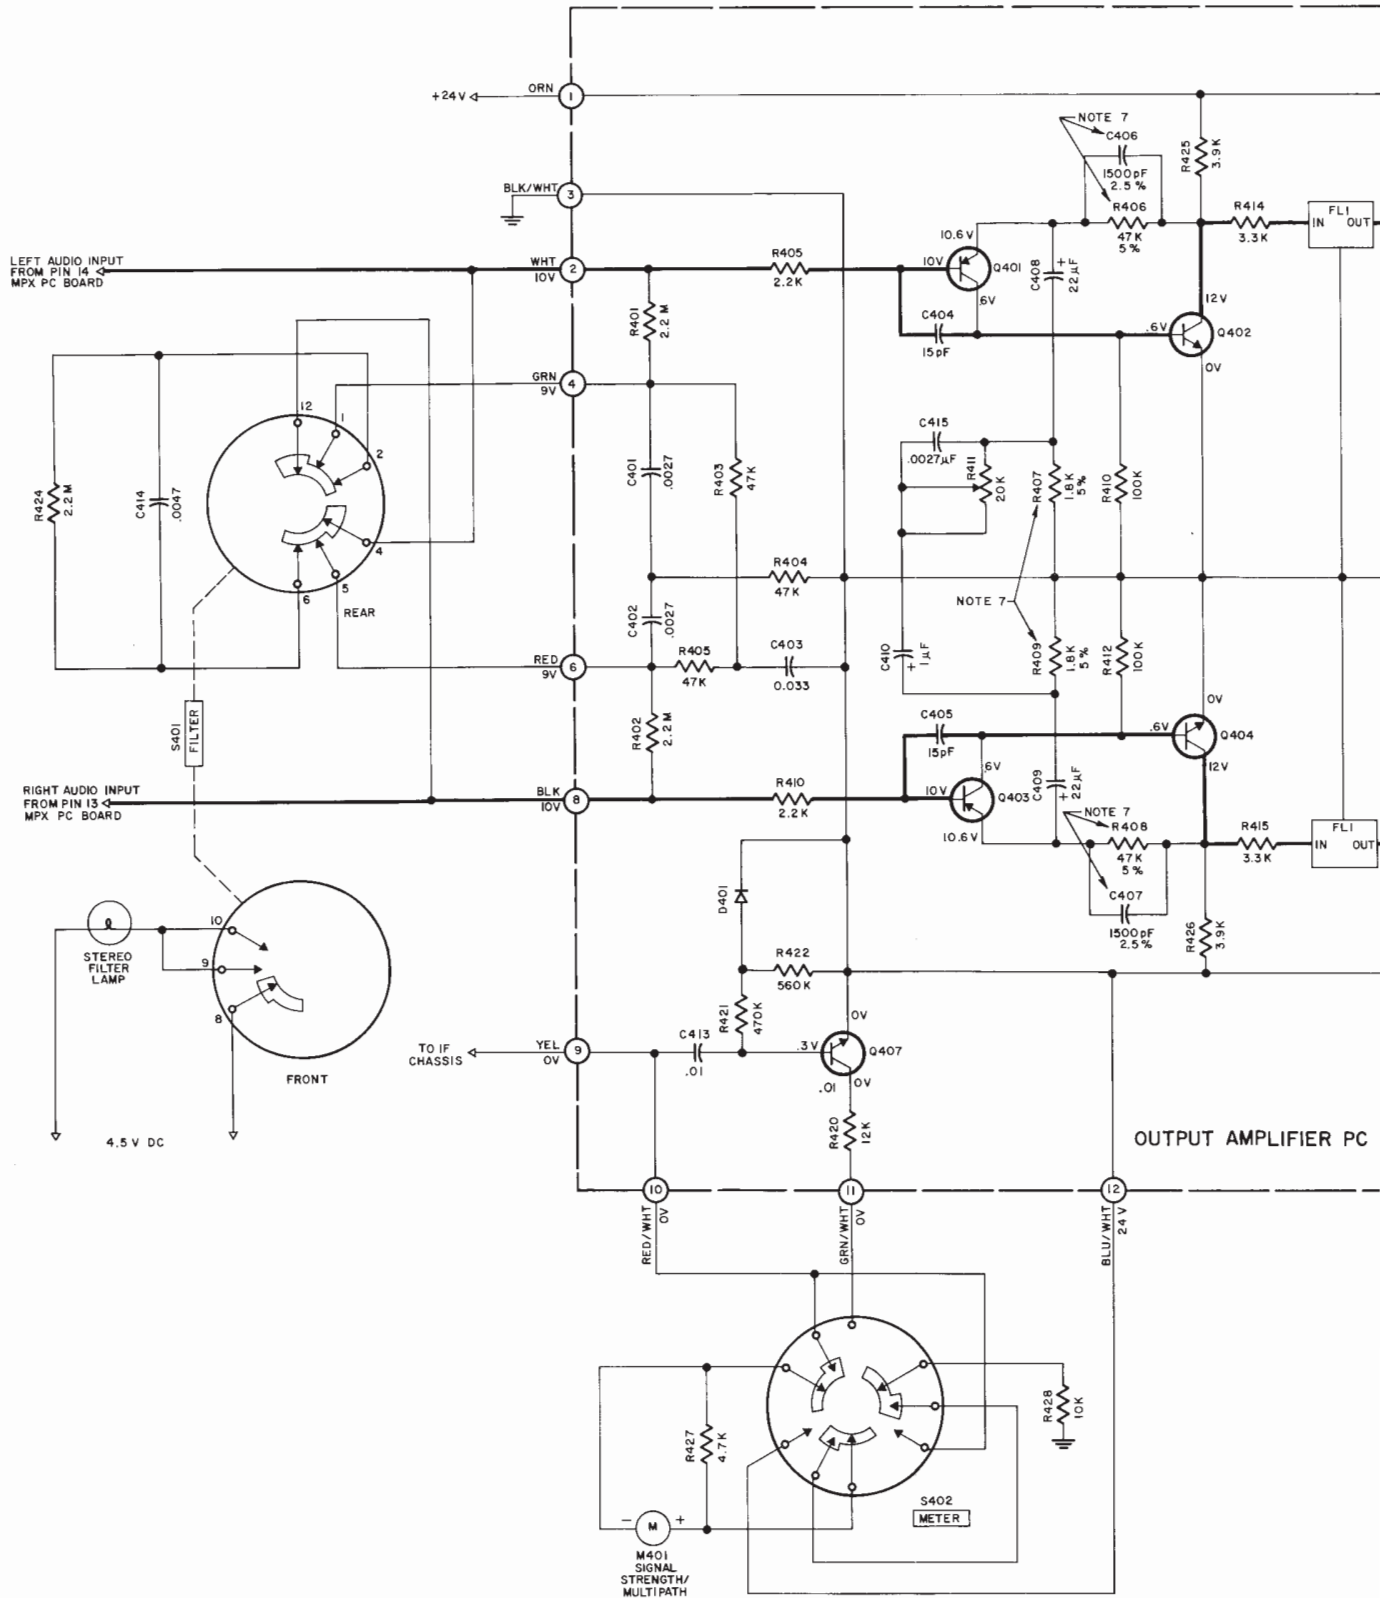 +24V
ORN
1
BLK/WHT
3
LEFT AUDIO INPUT
FROM PIN 14
MPX PC BOARD
WHT
10V
2
R401
2.2M
R405
2.2K
10.6V
10V
Q401
.6V
C404
15pF
C408
22µF
NOTE 7
C406
1500pF
2.5%
R406
47K
5%
R425
3.9K
R414
3.3K
FL1
IN OUT
12V
.6V
Q402
0V
R424
2.2M
C414
.0047
12
1
2
4
5
6
REAR
GRN
9V
4
C401
.0027
R403
47K
C415
.0027µF
R411
20K
R407
1.8K
5%
R410
100K
R404
47K
NOTE 7
C402
.0027
RED
9V
6
R405
47K
C403
0.033
C410
1µF
R409
1.8K
5%
R412
100K
S401
FILTER
R402
2.2M
C405
15pF
.6V
0V
Q404
12V
RIGHT AUDIO INPUT
FROM PIN 13
MPX PC BOARD
BLK
10V
8
R410
2.2K
10V
.6V
Q403
10.6V
C409
22µF
NOTE 7
R408
47K
5%
C407
1500pF
2.5%
R415
3.3K
FL1
IN OUT
R426
3.9K
D401
R422
560K
R421
470K
STEREO
FILTER
LAMP
10
9
8
FRONT
4.5V DC
TO IF
CHASSIS
YEL
0V
9
C413
.01
.3V
0V
Q407
.01
0V
R420
12K
OUTPUT AMPLIFIER PC
10
11
12
RED/WHT
0V
GRN/WHT
0V
BLU/WHT
24V
R427
4.7K
R428
10K
S402
METER
- M +
M401
SIGNAL
STRENGTH/
MULTIPATH